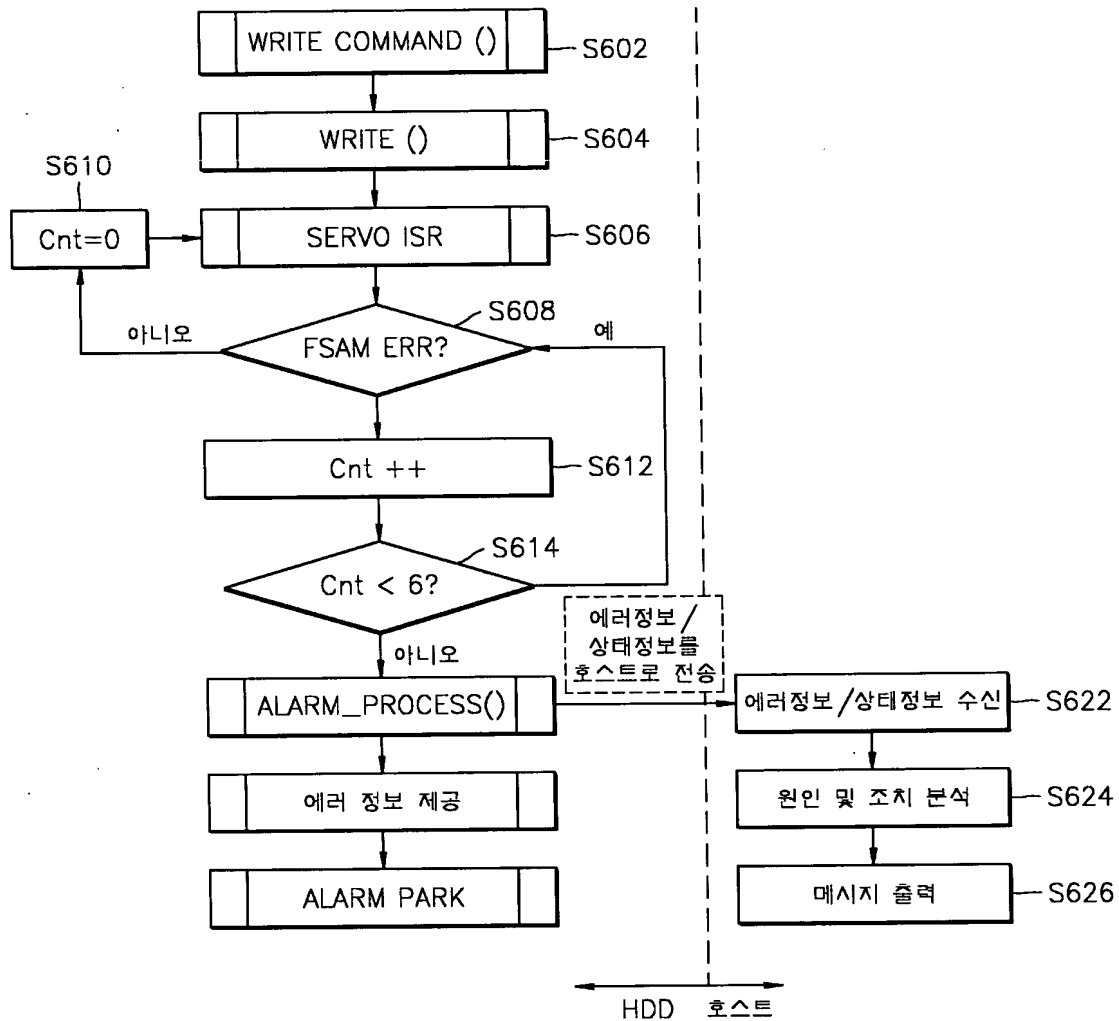 WRITE COMMAND ()
S602
WRITE ()
S604
S610
Cnt=0
SERVO ISR
S606
S608
아니오
예
FSAM ERR?
Cnt ++
S612
S614
Cnt < 6?
에러정보/
상태정보를
호스트로 전송
아니오
ALARM_PROCESS()
에러정보/상태정보 수신
S622
에러 정보 제공
원인 및 조치 분석
S624
ALARM PARK
메시지 출력
S626
HDD 호스트